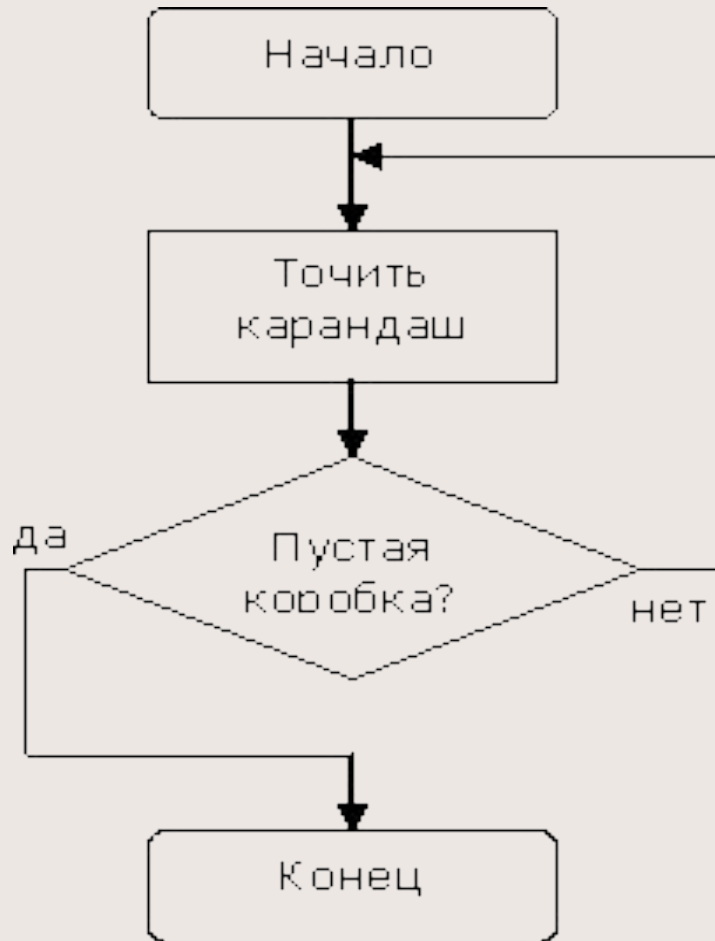 Начало
Точить
карандаш
да
Пустая
коробка?
нет
Конец